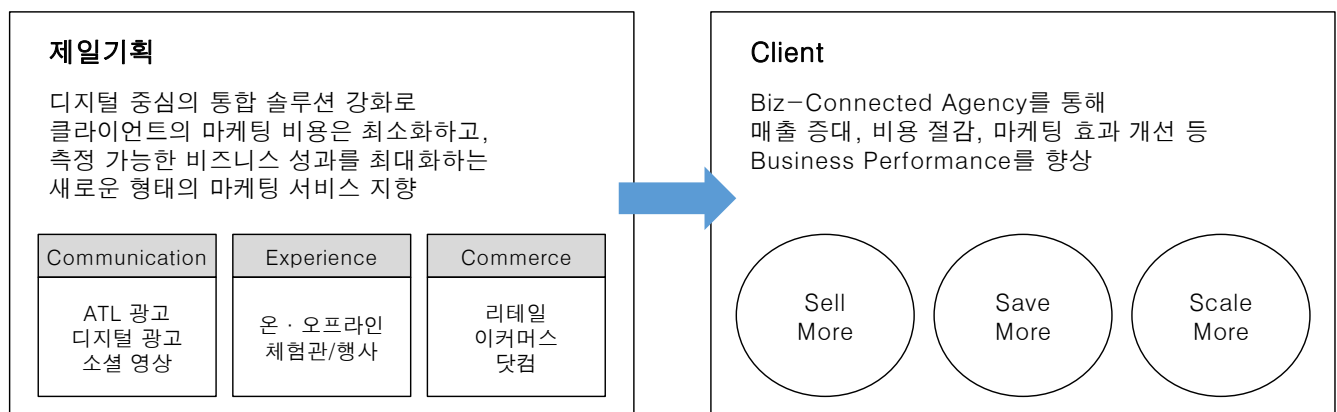 제일기획
디지털 중심의 통합 솔루션 강화로
클라이언트의 마케팅 비용은 최소화하고,
측정 가능한 비즈니스 성과를 최대화하는
새로운 형태의 마케팅 서비스 지향
Communication
ATL 광고
디지털 광고
소셜 영상
Experience
온 · 오프라인
체험관/행사
Commerce
리테일
이커머스
닷컴
Client
Biz-Connected Agency를 통해
매출 증대, 비용 절감, 마케팅 효과 개선 등
Business Performance를 향상
Sell
More
Save
More
Scale
More